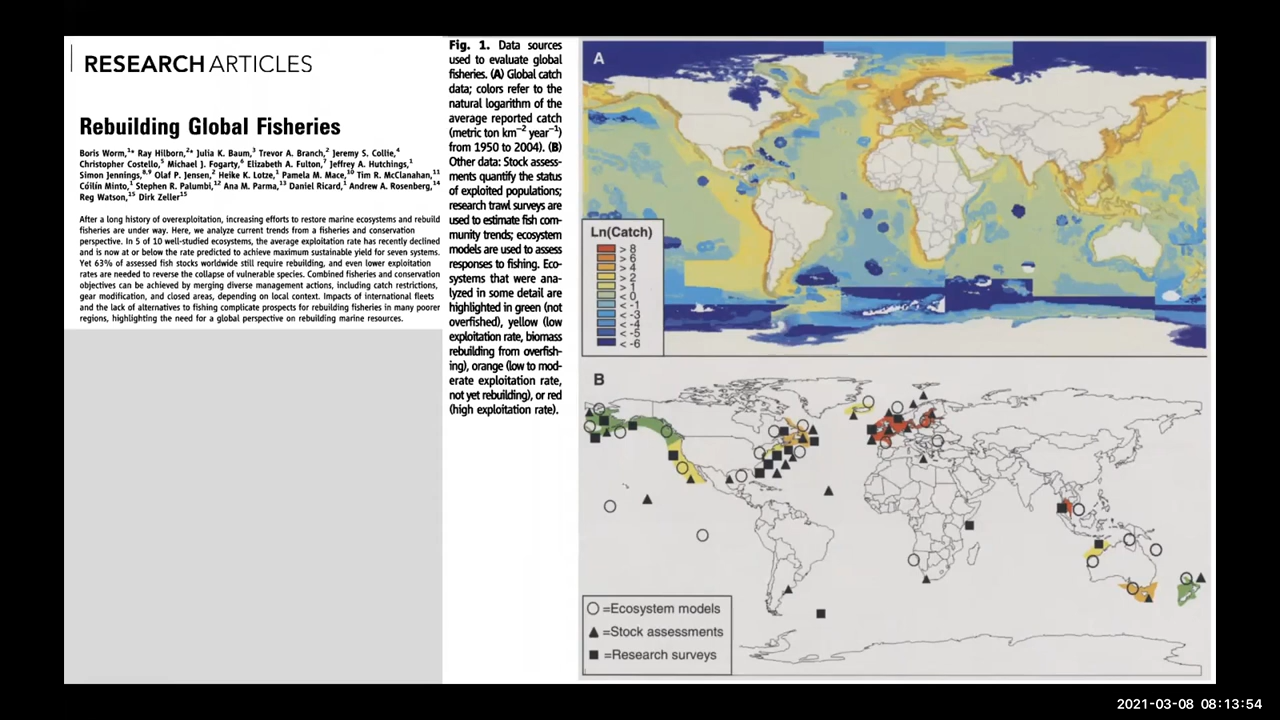 RESEARCH ARTICLES
Rebuilding Global Fisheries
Boris Worm,¹* Ray Hilborn,²* Julia K. Baum,³ Trevor A. Branch,² Jeremy S. Collie,⁴
Christopher Costello,⁵ Michael J. Fogarty,⁶ Elizabeth A. Fulton,⁷ Jeffrey A. Hutchings,¹
Simon Jennings,⁸,⁹ Olaf P. Jensen,² Heike K. Lotze,¹ Pamela M. Mace,¹⁰ Tim R. McClanahan,¹¹
Cóilín Minto,¹ Stephen R. Palumbi,¹² Ana M. Parma,¹³ Daniel Ricard,¹ Andrew A. Rosenberg,¹⁴
Reg Watson,¹⁵ Dirk Zeller¹⁵
After a long history of overexploitation, increasing efforts to restore marine ecosystems and rebuild
fisheries are under way. Here, we analyze current trends from a fisheries and conservation
perspective. In 5 of 10 well-studied ecosystems, the average exploitation rate has recently declined
and is now at or below the rate predicted to achieve maximum sustainable yield for seven systems.
Yet 63% of assessed fish stocks worldwide still require rebuilding, and even lower exploitation
rates are needed to reverse the collapse of vulnerable species. Combined fisheries and conservation
objectives can be achieved by merging diverse management actions, including catch restrictions,
gear modification, and closed areas, depending on local context. Impacts of international fleets
and the lack of alternatives to fishing complicate prospects for rebuilding fisheries in many poorer
regions, highlighting the need for a global perspective on rebuilding marine resources.
Fig. 1. Data sources
used to evaluate global
fisheries. (A) Global catch
data; colors refer to the
natural logarithm of the
average reported catch
(metric ton km⁻² year⁻¹)
from 1950 to 2004). (B)
Other data: Stock assess-
ments quantify the status
of exploited populations;
research trawl surveys are
used to estimate fish com-
munity trends; ecosystem
models are used to assess
responses to fishing. Eco-
systems that were ana-
lyzed in some detail are
highlighted in green (not
overfished), yellow (low
exploitation rate, biomass
rebuilding from overfish-
ing), orange (low to mod-
erate exploitation rate,
not yet rebuilding), or red
(high exploitation rate).
A
Ln(Catch)
> 8
> 6
> 4
> 2
> 1
0
< -1
< -3
< -4
< -5
< -6
B
=Ecosystem models
=Stock assessments
=Research surveys
2021-03-08 08:13:54